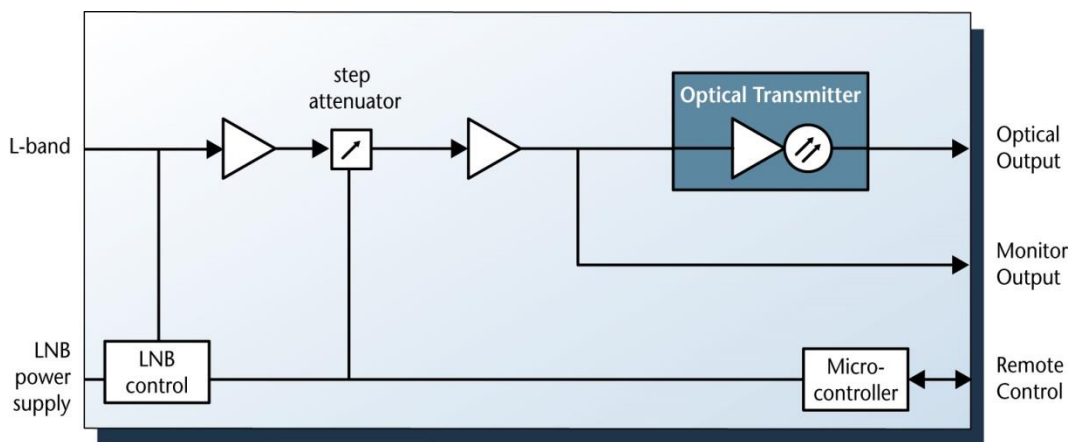 step
attenuator
Optical Transmitter
L-band
Optical
Output
Monitor
Output
LNB
power
supply
LNB
control
Micro-
controller
Remote
Control